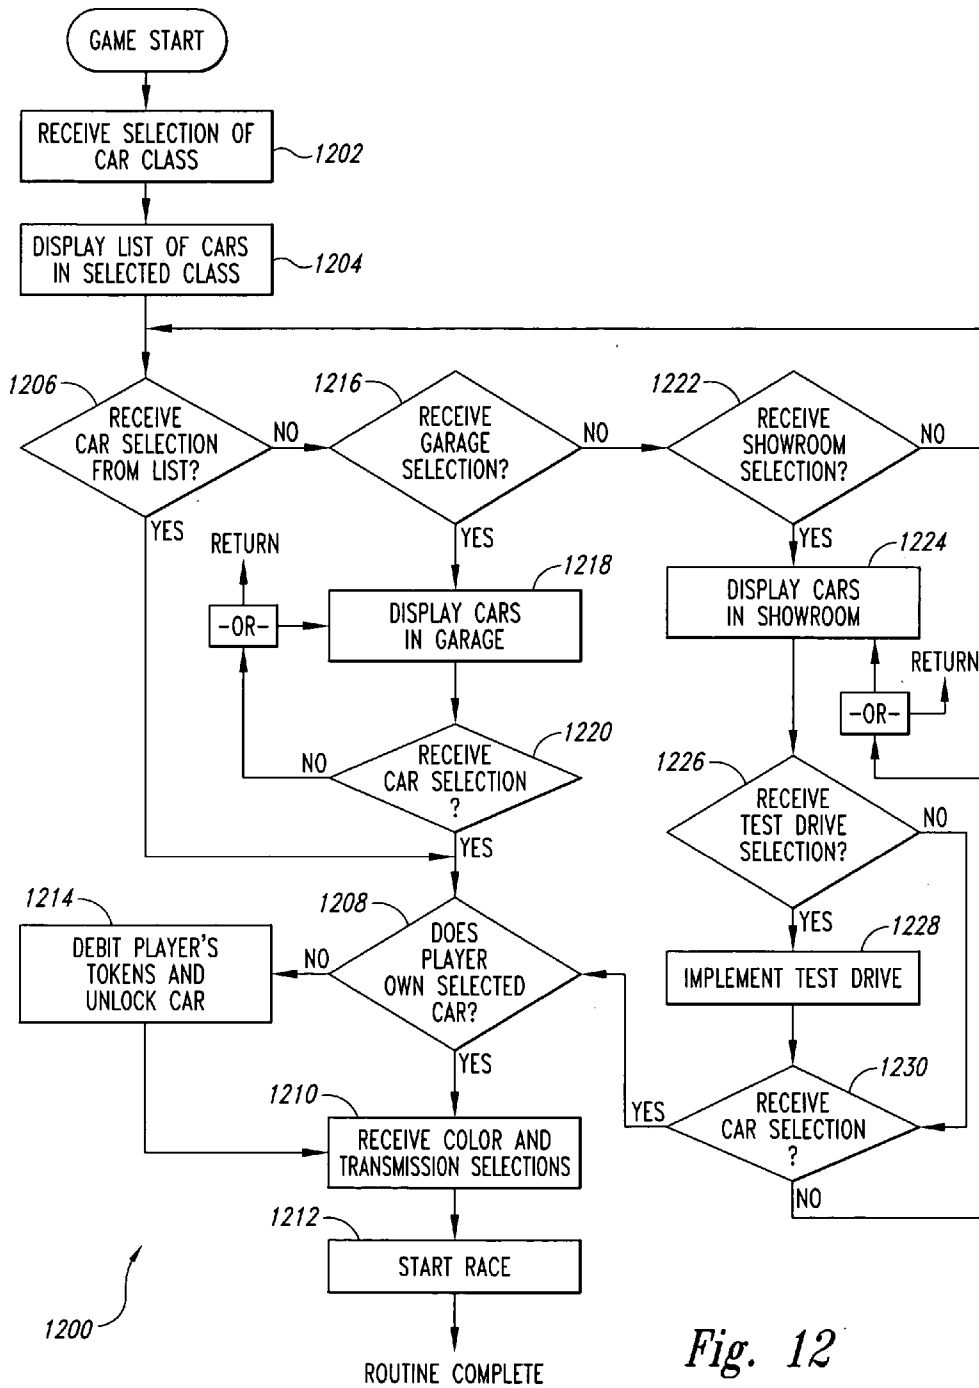 GAME START
RECEIVE SELECTION OF
CAR CLASS
1202
DISPLAY LIST OF CARS
IN SELECTED CLASS
1204
1206
RECEIVE
CAR SELECTION
FROM LIST?
NO
YES
1216
RECEIVE
GARAGE
SELECTION?
NO
YES
1222
RECEIVE
SHOWROOM
SELECTION?
NO
YES
RETURN
-OR-
1218
DISPLAY CARS
IN GARAGE
1224
DISPLAY CARS
IN SHOWROOM
RETURN
-OR-
1220
RECEIVE
CAR SELECTION
?
NO
YES
1226
RECEIVE
TEST DRIVE
SELECTION?
NO
YES
1214
DEBIT PLAYER'S
TOKENS AND
UNLOCK CAR
1208
DOES
PLAYER
OWN SELECTED
CAR?
NO
YES
1228
IMPLEMENT TEST DRIVE
1230
RECEIVE
CAR SELECTION
?
YES
NO
1210
RECEIVE COLOR AND
TRANSMISSION SELECTIONS
1212
START RACE
1200
ROUTINE COMPLETE
Fig. 12